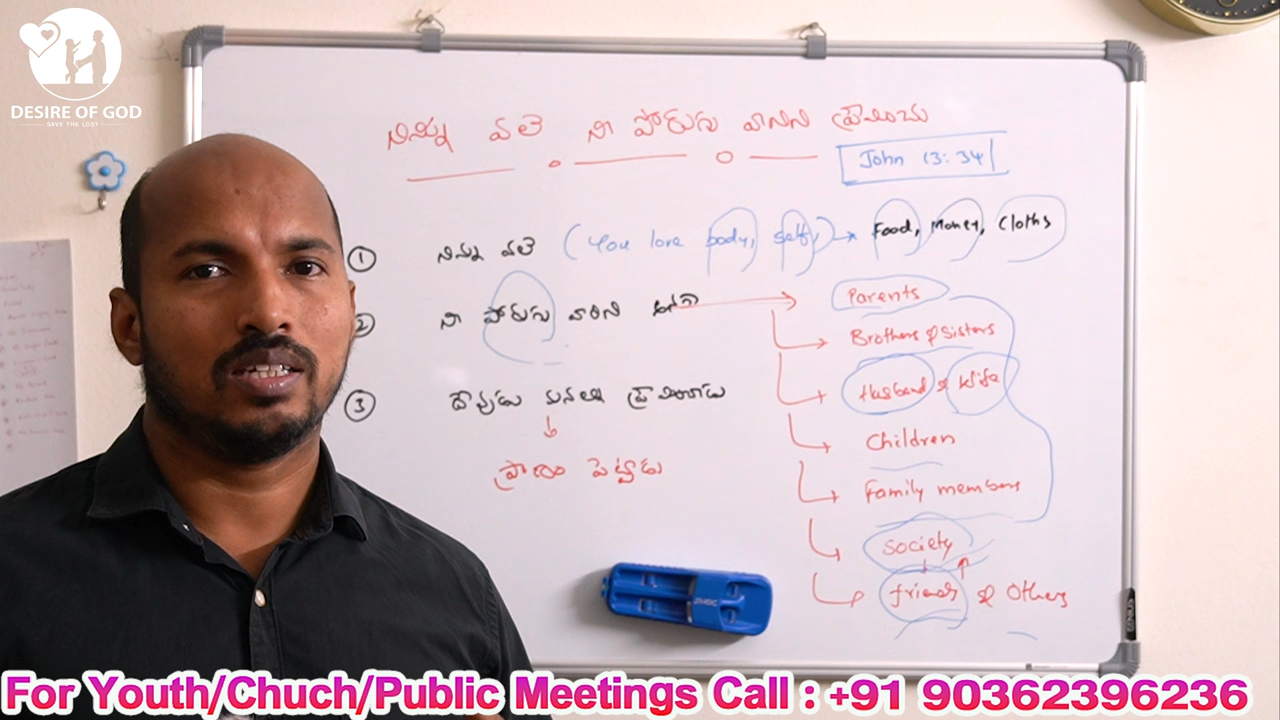 DESIRE OF GOD
SAVE THE LOST
నిన్ను వలె నీ పోరుగు వానిని ప్రేమించు
John 13:34
1 నిన్ను వలె (You love body, self,) → Food, Money, Cloths
2 నీ పోరుగు వారిని అనగా → Parents
Brothers & Sisters
Husband & Wife
Children
Family members
Society
friends & Others
3 దేవుడు మనలను ప్రేమించాడు
ప్రాణం పెట్టాడు
For Youth/Chuch/Public Meetings Call : +91 90362396236